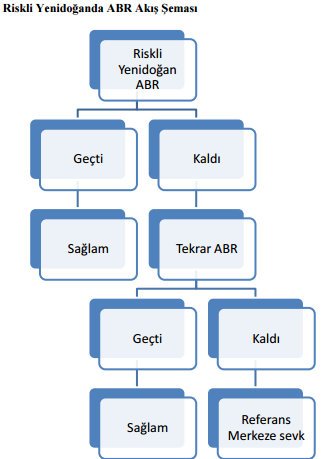 Riskli Yenidoğanda ABR Akış Şeması
Riskli
Yenidoğan
ABR
Geçti
Kaldı
Sağlam
Tekrar ABR
Geçti
Kaldı
Sağlam
Referans
Merkeze sevk